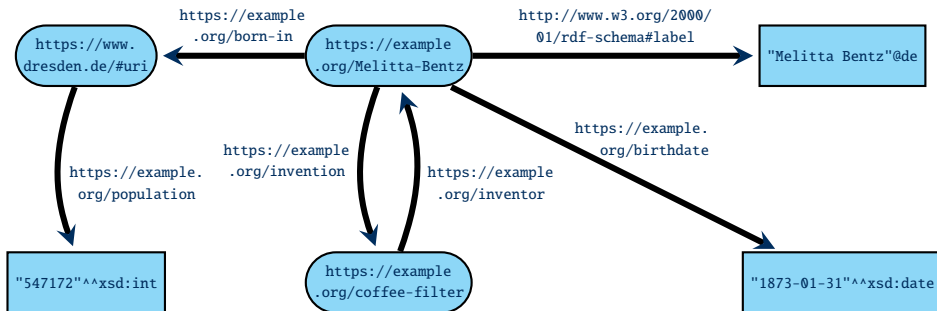 https://example
.org/born-in
http://www.w3.org/2000/
01/rdf-schema#label
https://www.
dresden.de/#uri
https://example
.org/Melitta-Bentz
"Melitta Bentz"@de
https://example.
org/birthdate
https://example
.org/invention
https://example.
org/population
https://example
.org/inventor
"547172"^^xsd:int
https://example
.org/coffee-filter
"1873-01-31"^^xsd:date